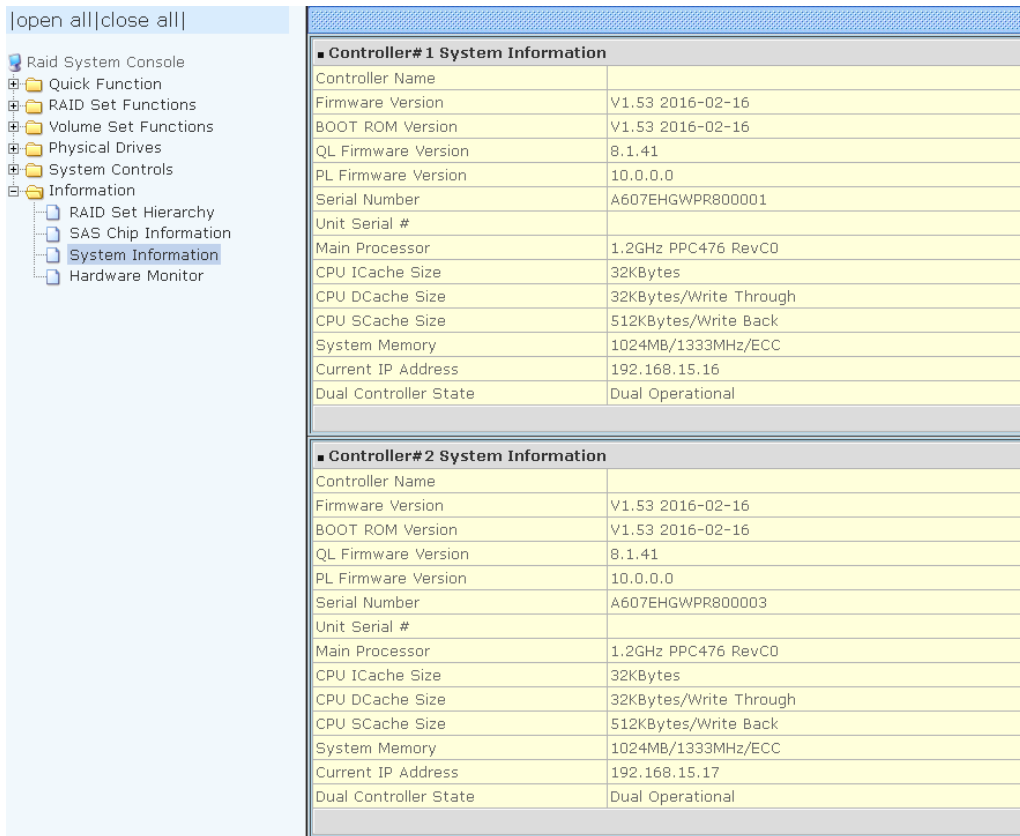 |open all|close all|
Raid System Console
Quick Function
RAID Set Functions
Volume Set Functions
Physical Drives
System Controls
Information
RAID Set Hierarchy
SAS Chip Information
System Information
Hardware Monitor
Controller#1 System Information
Controller Name
Firmware Version V1.53 2016-02-16
BOOT ROM Version V1.53 2016-02-16
QL Firmware Version 8.1.41
PL Firmware Version 10.0.0.0
Serial Number A607EHGWPR800001
Unit Serial #
Main Processor 1.2GHz PPC476 RevC0
CPU ICache Size 32KBytes
CPU DCache Size 32KBytes/Write Through
CPU SCache Size 512KBytes/Write Back
System Memory 1024MB/1333MHz/ECC
Current IP Address 192.168.15.16
Dual Controller State Dual Operational
Controller#2 System Information
Controller Name
Firmware Version V1.53 2016-02-16
BOOT ROM Version V1.53 2016-02-16
QL Firmware Version 8.1.41
PL Firmware Version 10.0.0.0
Serial Number A607EHGWPR800003
Unit Serial #
Main Processor 1.2GHz PPC476 RevC0
CPU ICache Size 32KBytes
CPU DCache Size 32KBytes/Write Through
CPU SCache Size 512KBytes/Write Back
System Memory 1024MB/1333MHz/ECC
Current IP Address 192.168.15.17
Dual Controller State Dual Operational